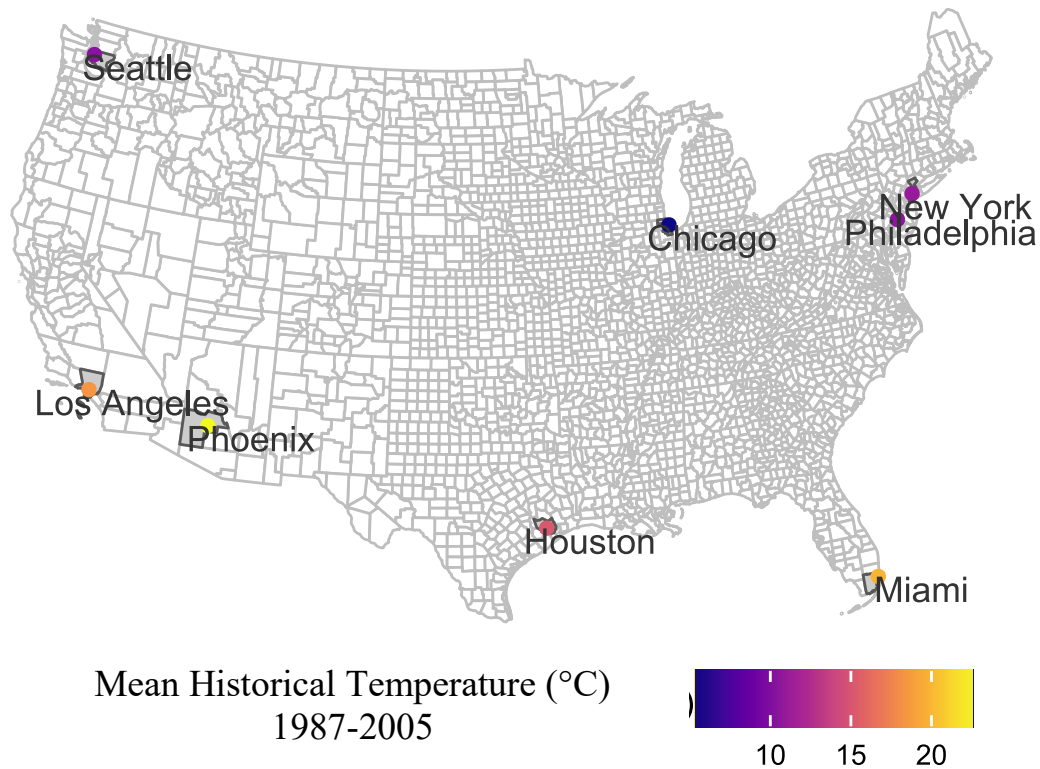 Seattle
New York
Philadelphia
Chicago
Los Angeles
Phoenix
Houston
Miami
Mean Historical Temperature (°C)
1987-2005
)
10 15 20